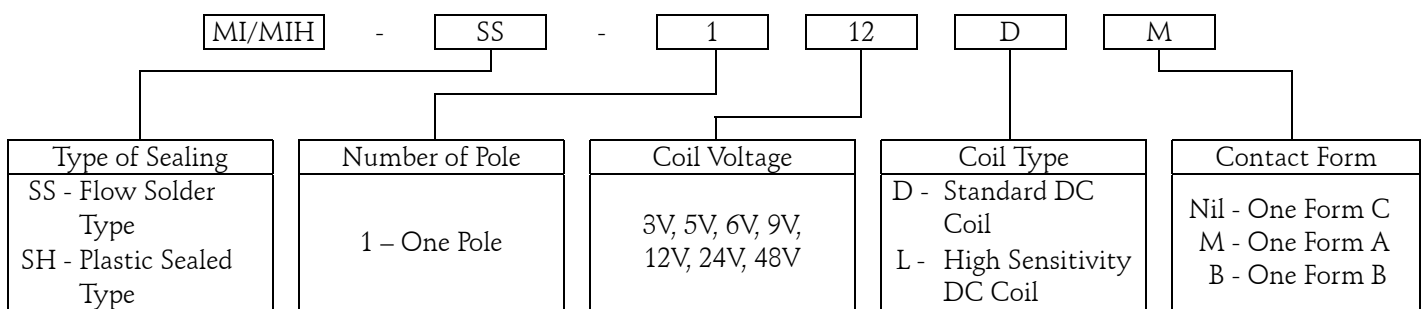 MI/MIH - SS - 1 12 D M
Type of Sealing
SS - Flow Solder
Type
SH - Plastic Sealed
Type
Number of Pole
1 – One Pole
Coil Voltage
3V, 5V, 6V, 9V,
12V, 24V, 48V
Coil Type
D - Standard DC
Coil
L - High Sensitivity
DC Coil
Contact Form
Nil - One Form C
M - One Form A
B - One Form B